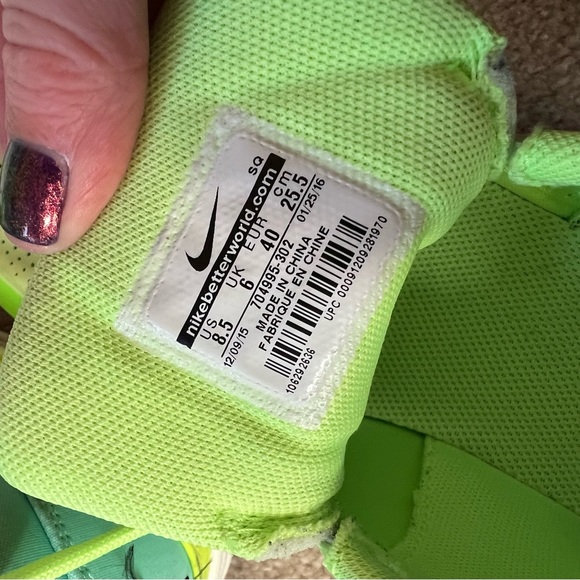 SQ
nikebetterworld.com
US UK EUR CM
8.5 6 40 25.5
12/09/15 704995-302 01/25/16
MADE IN CHINA
FABRIQUE EN CHINE
UPC 00091209281970
106292636